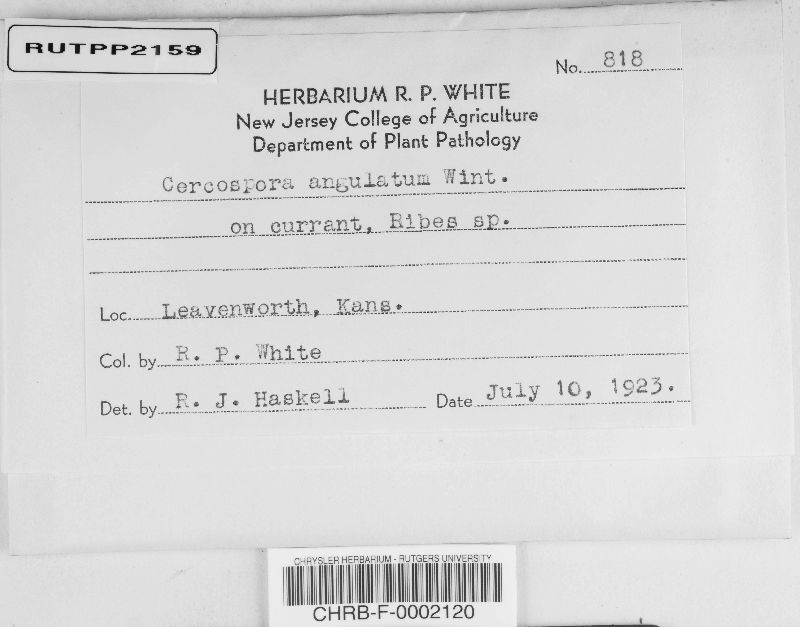 RUTPP2159
No. 818
HERBARIUM R. P. WHITE
New Jersey College of Agriculture
Department of Plant Pathology
Cercospora angulatum Wint.
on currant, Ribes sp.
Loc. Leavenworth, Kans.
Col. by R. P. White
Det. by R. J. Haskell Date July 10, 1923.
CHRYSLER HERBARIUM - RUTGERS UNIVERSITY
CHRB-F-0002120